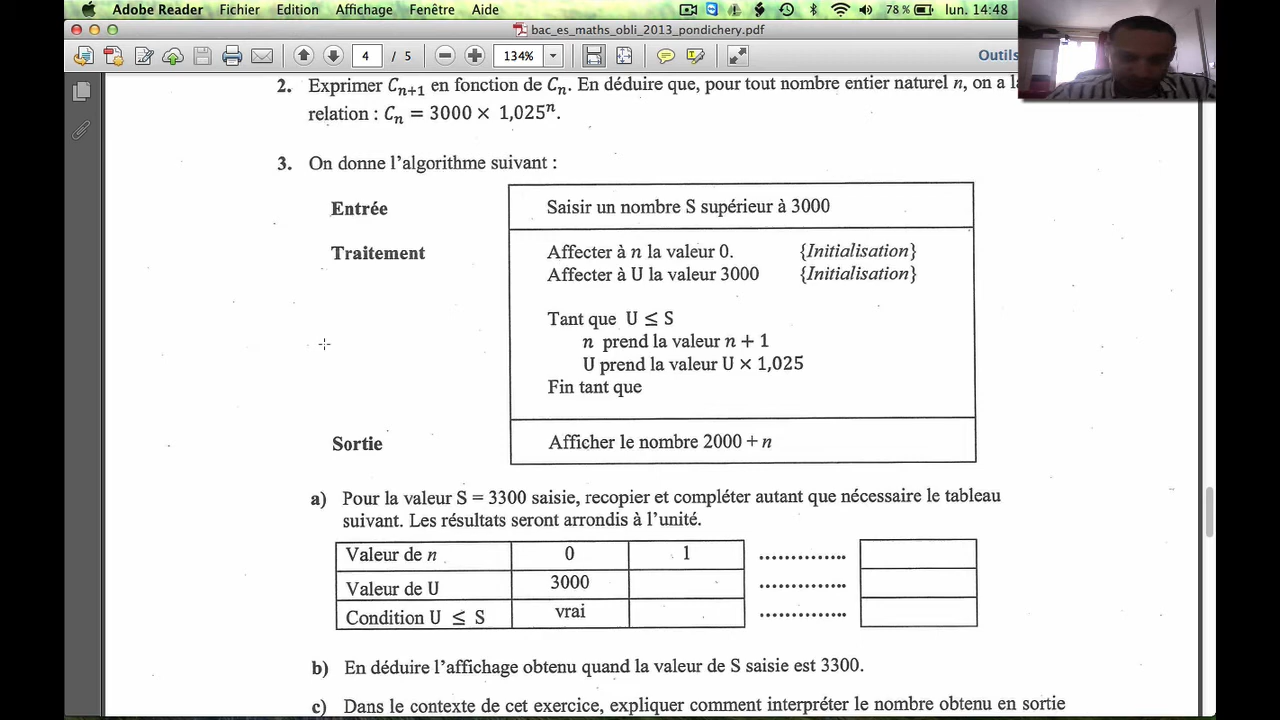 Adobe Reader Fichier Edition Affichage Fenêtre Aide 78 % lun. 14:48
bac_es_maths_obli_2013_pondichery.pdf
4 / 5 134% Outils
2. Exprimer Cn+1 en fonction de Cn. En déduire que, pour tout nombre entier naturel n, on a la
relation : Cn = 3000 × 1,025ⁿ.
3. On donne l'algorithme suivant :
Entrée Saisir un nombre S supérieur à 3000
Traitement Affecter à n la valeur 0. {Initialisation}
Affecter à U la valeur 3000 {Initialisation}
Tant que U ≤ S
n prend la valeur n + 1
U prend la valeur U × 1,025
Fin tant que
Sortie Afficher le nombre 2000 + n
a) Pour la valeur S = 3300 saisie, recopier et compléter autant que nécessaire le tableau
suivant. Les résultats seront arrondis à l'unité.
Valeur de n 0 1 ..............
Valeur de U 3000 ..............
Condition U ≤ S vrai ..............
b) En déduire l'affichage obtenu quand la valeur de S saisie est 3300.
c) Dans le contexte de cet exercice, expliquer comment interpréter le nombre obtenu en sortie